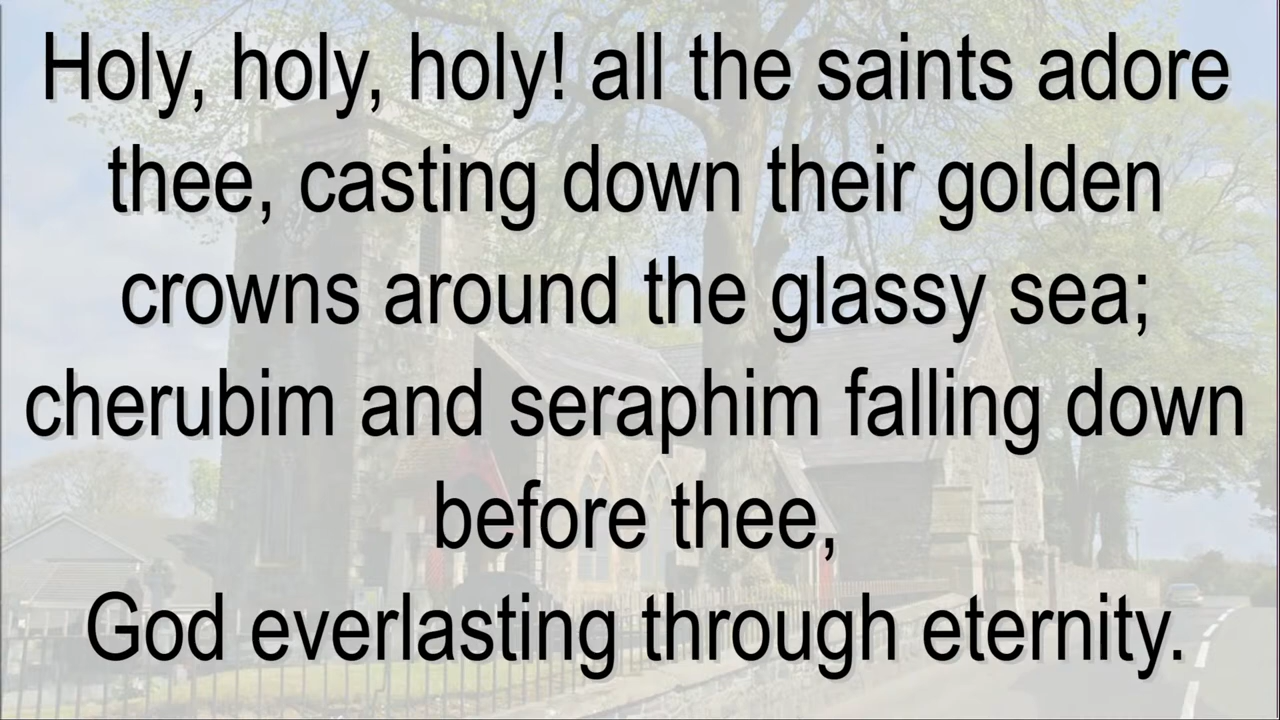 Holy, holy, holy! all the saints adore
thee, casting down their golden
crowns around the glassy sea;
cherubim and seraphim falling down
before thee,
God everlasting through eternity.